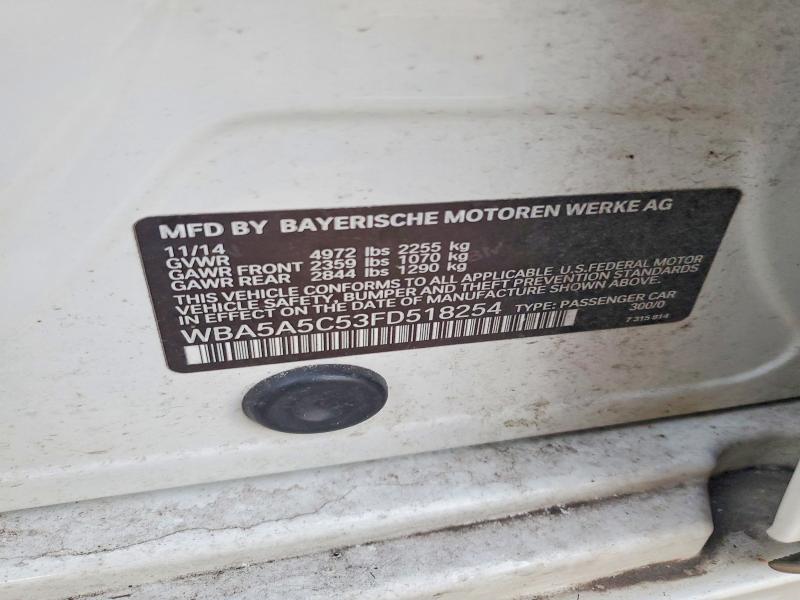 MFD BY BAYERISCHE MOTOREN WERKE AG
11/14
GVWR 4972 lbs 2255 kg
GAWR FRONT 2359 lbs 1070 kg
GAWR REAR 2844 lbs 1290 kg
THIS VEHICLE CONFORMS TO ALL APPLICABLE U.S.FEDERAL MOTOR
VEHICLE SAFETY, BUMPER AND THEFT PREVENTION STANDARDS
IN EFFECT ON THE DATE OF MANUFACTURE SHOWN ABOVE.
WBA5A5C53FD518254 TYPE: PASSENGER CAR
300/0
7 315 814